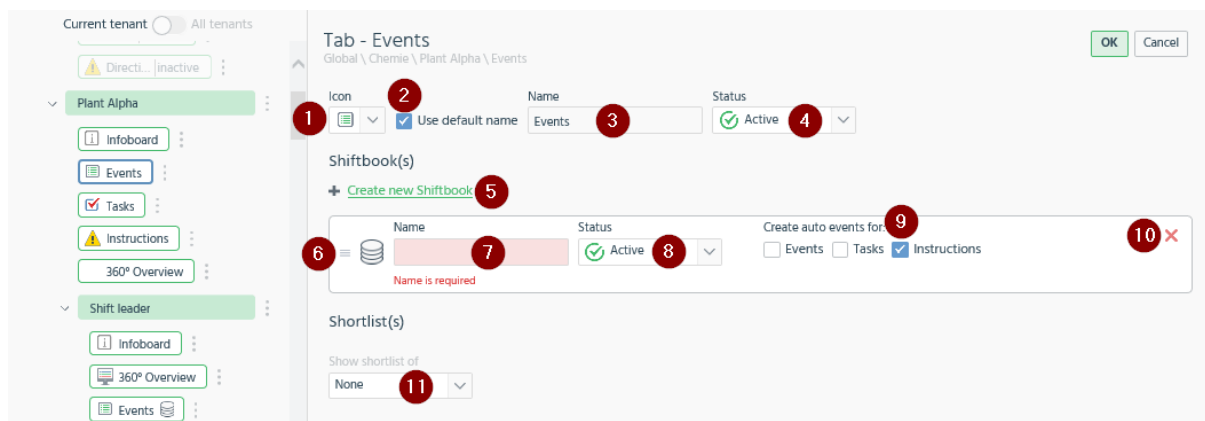 Current tenant All tenants
Directi... inactive
Plant Alpha
Infoboard
Events
Tasks
Instructions
360° Overview
Shift leader
Infoboard
360° Overview
Events
Tab - Events
Global \ Chemie \ Plant Alpha \ Events
OK Cancel
Icon 2 Name Status
1 Use default name Events 3 Active 4
Shiftbook(s)
Create new Shiftbook 5
Name Status Create auto events for: 9
6 7 Active 8 Events Tasks Instructions 10
Name is required
Shortlist(s)
Show shortlist of
None 11